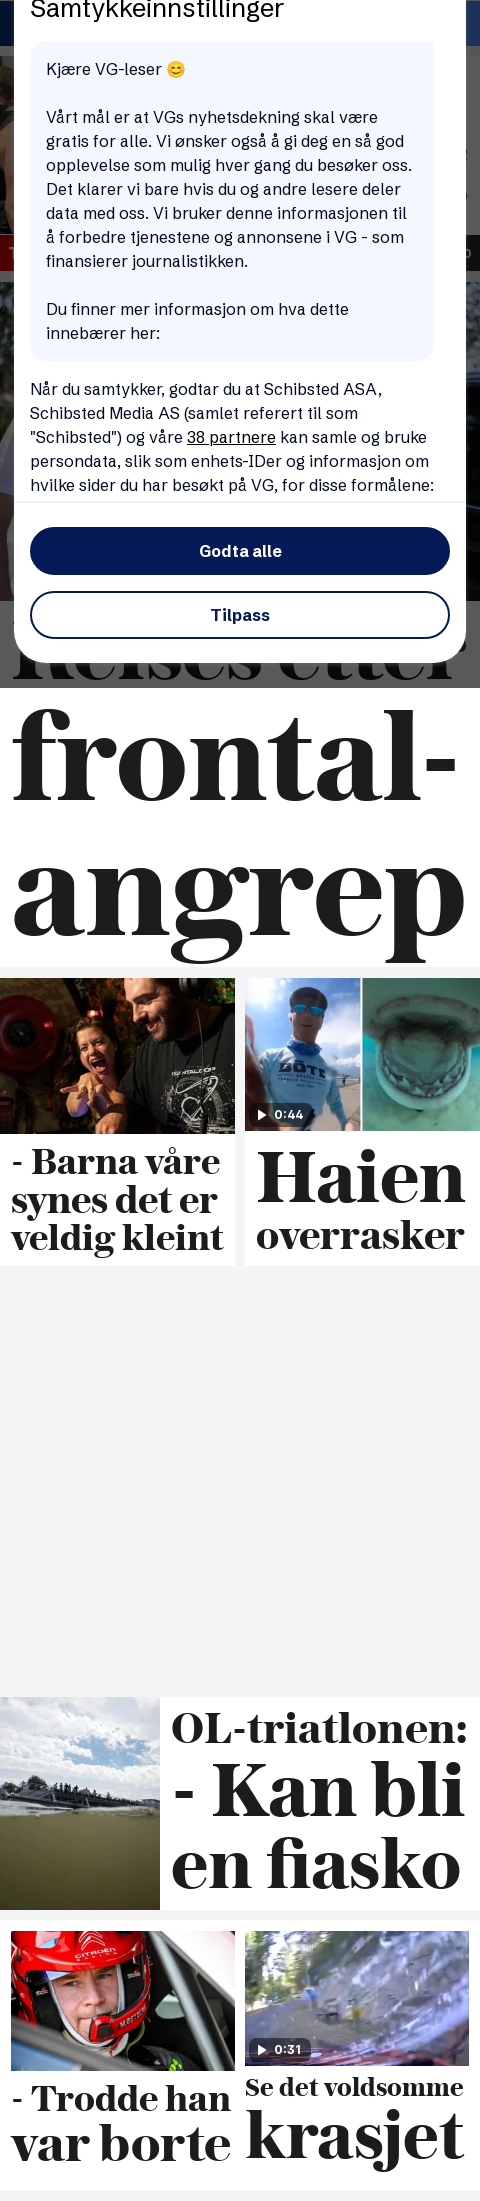 Samtykkeinnstillinger
Kjære VG-leser 😊
Vårt mål er at VGs nyhetsdekning skal være
gratis for alle. Vi ønsker også å gi deg en så god
opplevelse som mulig hver gang du besøker oss.
Det klarer vi bare hvis du og andre lesere deler
data med oss. Vi bruker denne informasjonen til
å forbedre tjenestene og annonsene i VG - som
finansierer journalistikken.
Du finner mer informasjon om hva dette
innebærer her:
Når du samtykker, godtar du at Schibsted ASA,
Schibsted Media AS (samlet referert til som
"Schibsted") og våre 38 partnere kan samle og bruke
persondata, slik som enhets-IDer og informasjon om
hvilke sider du har besøkt på VG, for disse formålene:
Godta alle
Tilpass
Reises etter
frontal-
angrep
- Barna våre
synes det er
veldig kleint
BOTE
0:44
Haien
overrasker
OL-triatlonen:
- Kan bli
en fiasko
CITROËN
- Trodde han
var borte
0:31
Se det voldsomme
krasjet